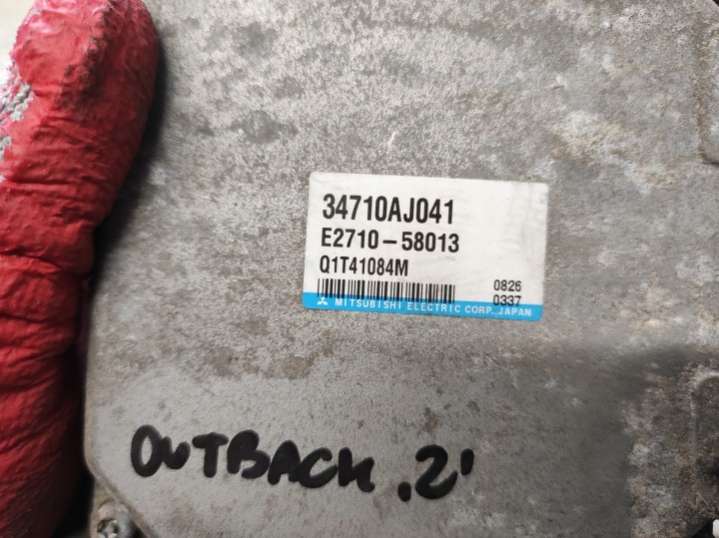 34710AJ041
E2710-58013
Q1T41084M
0826
0337
MITSUBISHI ELECTRIC CORP., JAPAN
OUTBACK .2'